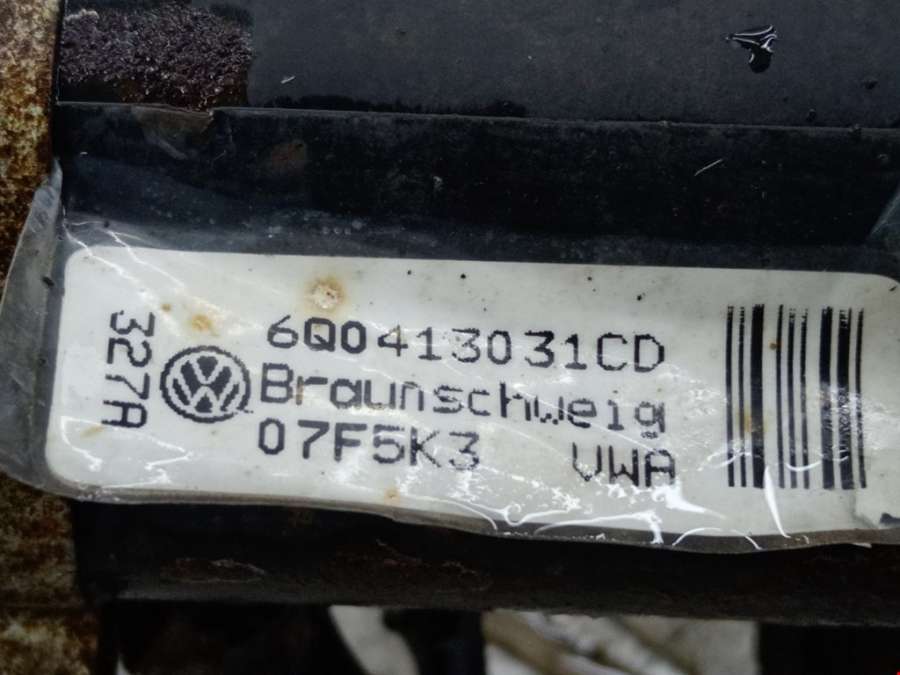 327A
6Q0413031CD
Braunschweig
07F5K3 VWA